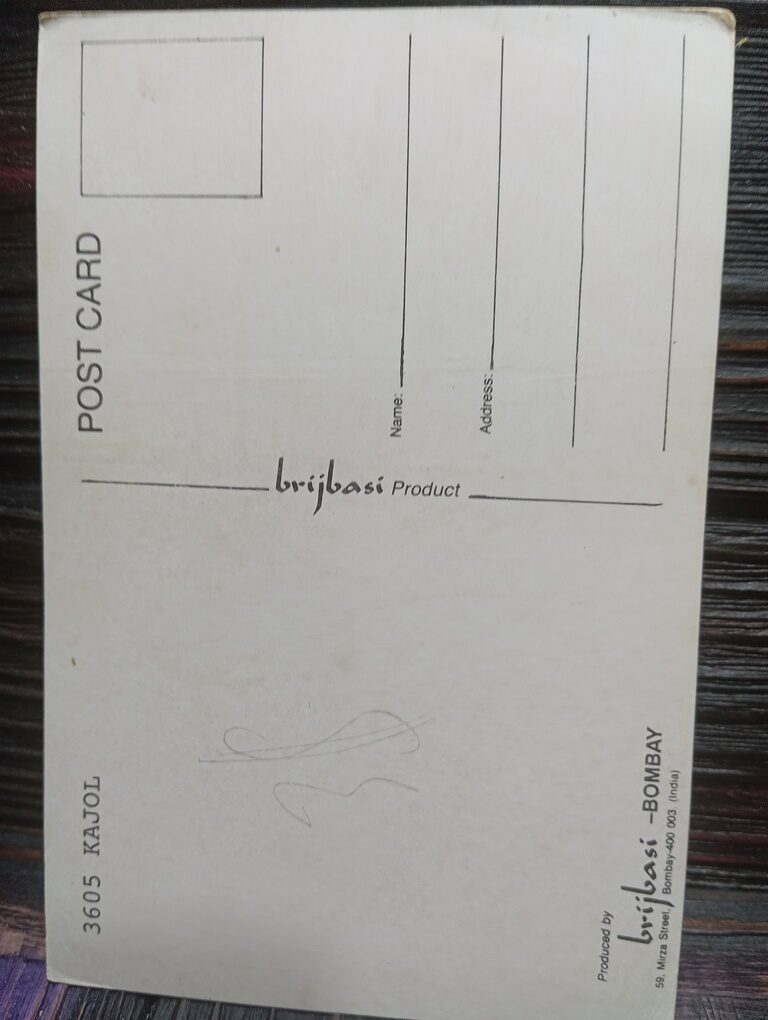 3605 KAJOL
POST CARD
brijbasi Product
Name:
Address:
Produced by
brijbasi –BOMBAY
59, Mirza Street, Bombay-400 003. (India)